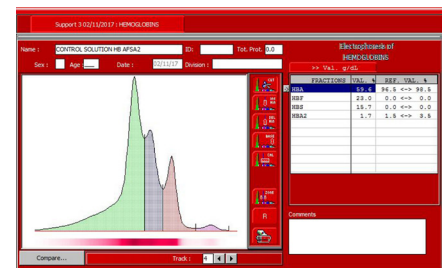 Support 3 02/11/2017 : HEMOGLOBINS
Name : CONTROL SOLUTION HB AFSA2 ID: Tot. Prot. 0.0
Sex : Age : Date : 02/11/17 Division :
Electrophoresis of
HEMOGLOBINS
>> Val. g/dL
FRACTIONS VAL. % REF. VAL. %
HBA 59.6 96.5 <-> 98.5
HBF 23.0 0.0 <-> 0.0
HBS 15.7 0.0 <-> 0.0
HBA2 1.7 1.5 <-> 3.5
R
Comments
Compare... Track : 4